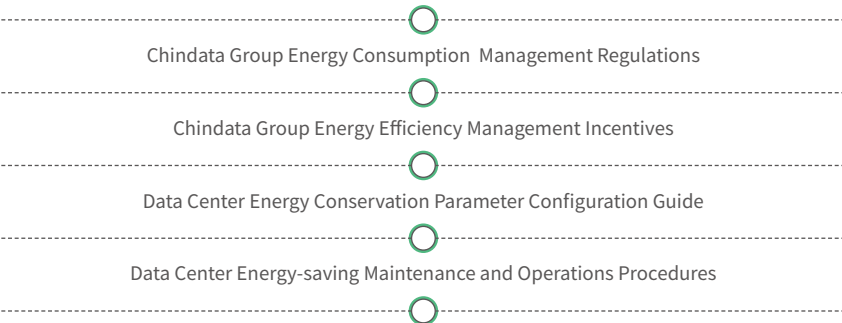 Chindata Group Energy Consumption  Management Regulations
Chindata Group Energy Efficiency Management Incentives
Data Center Energy Conservation Parameter Configuration Guide
Data Center Energy-saving Maintenance and Operations Procedures